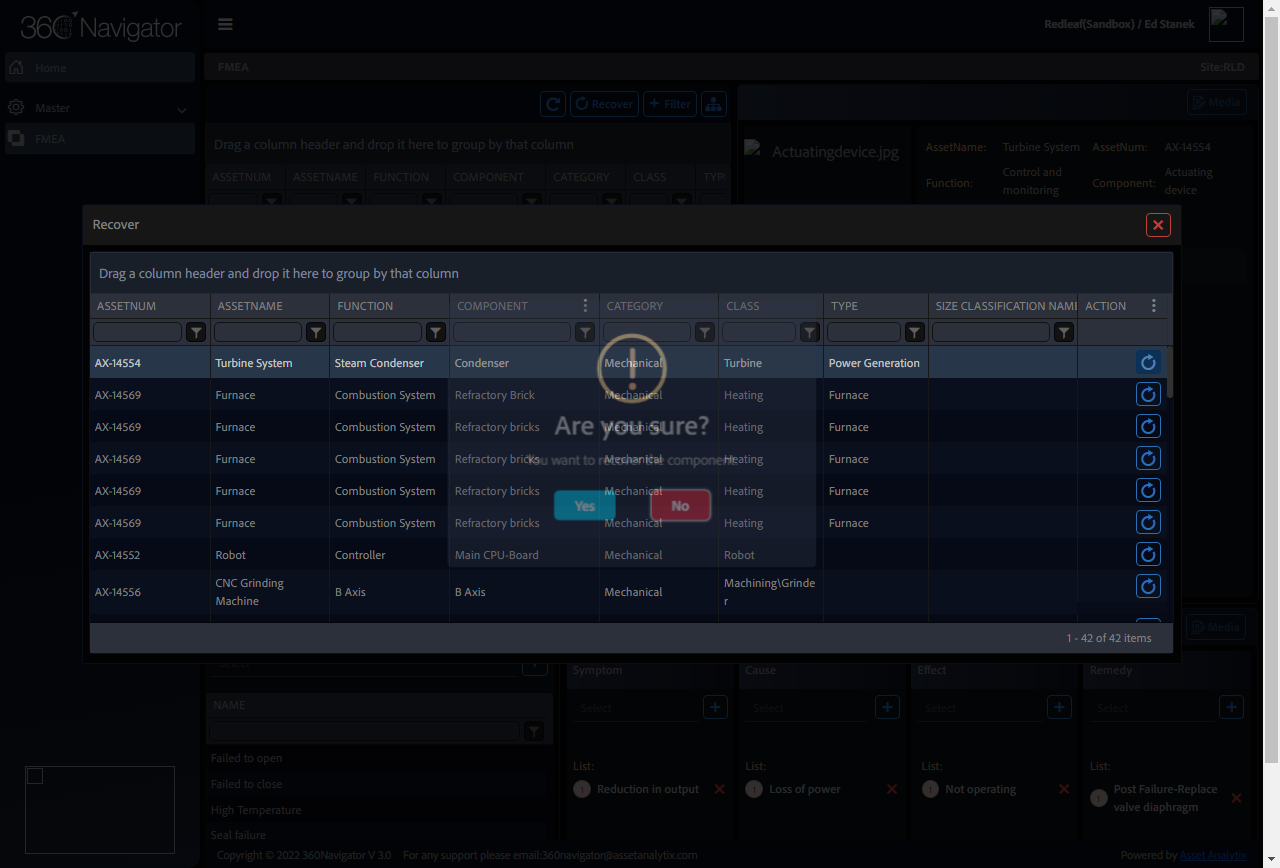 360 Navigator
Redleaf(Sandbox) / Ed Stanek
Home
Master
FMEA
FMEA
Site:RLD
Recover
+ Filter
Media
Drag a column header and drop it here to group by that column
ASSETNUM ASSETNAME FUNCTION COMPONENT CATEGORY CLASS TYP
Actuatingdevice.jpg
AssetName: Turbine System AssetNum: AX-14554
Function: Control and monitoring Component: Actuating device
Recover
Drag a column header and drop it here to group by that column
ASSETNUM ASSETNAME FUNCTION COMPONENT CATEGORY CLASS TYPE SIZE CLASSIFICATION NAME ACTION
AX-14554 Turbine System Steam Condenser Condenser Mechanical Turbine Power Generation
AX-14569 Furnace Combustion System Refractory Brick Mechanical Heating Furnace
AX-14569 Furnace Combustion System Refractory bricks Mechanical Heating Furnace
AX-14569 Furnace Combustion System Refractory bricks Mechanical Heating Furnace
AX-14569 Furnace Combustion System Refractory bricks Mechanical Heating Furnace
AX-14569 Furnace Combustion System Refractory bricks Mechanical Heating Furnace
AX-14552 Robot Controller Main CPU-Board Mechanical Robot
AX-14556 CNC Grinding Machine B Axis B Axis Mechanical Machining\Grinder
1 - 42 of 42 items
Are you sure?
You want to recover the component.
Yes
No
Media
Select
Symptom Cause Effect Remedy
NAME
Select Select Select Select
Failed to open
Failed to close
High Temperature
Seal failure
List: List: List: List:
1 Reduction in output
1 Loss of power
1 Not operating
1 Post Failure-Replace valve diaphragm
Copyright © 2022 360Navigator V 3.0 For any support please email:360navigator@assetanalytix.com
Powered by Asset Analytix